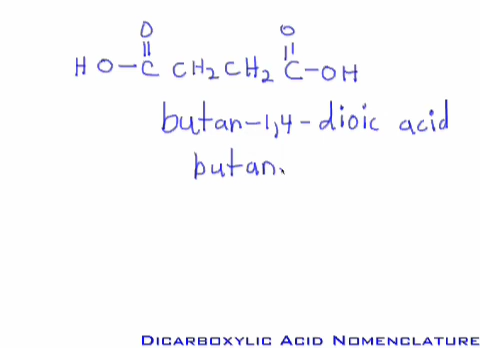 O O
HO-C CH₂CH₂ C-OH
butan-1,4-dioic acid
butan
DICARBOXYLIC ACID NOMENCLATURE